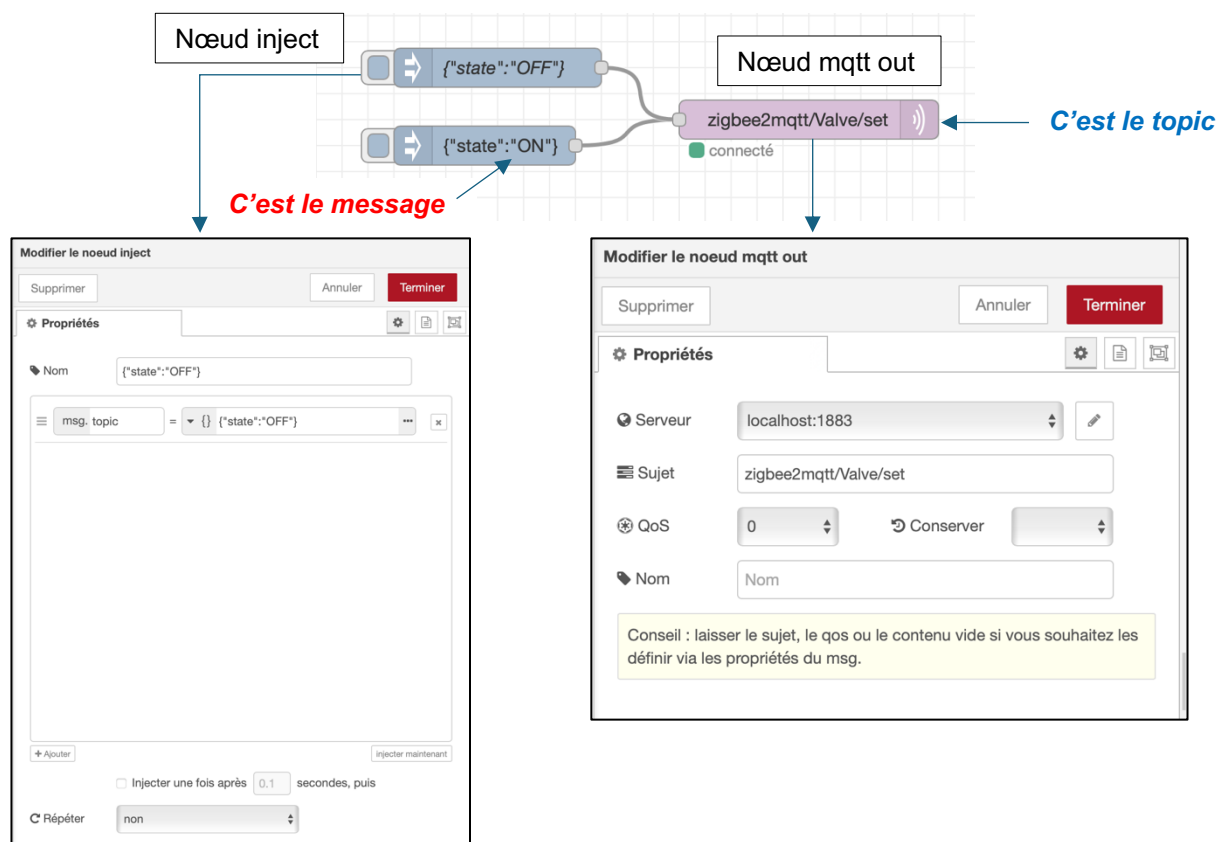 Nœud inject
{"state":"OFF"}
Nœud mqtt out
zigbee2mqtt/Valve/set
C’est le topic
{"state":"ON"}
connecté
C’est le message
Modifier le noeud inject
Supprimer
Annuler
Terminer
Propriétés
Nom
{"state":"OFF"}
msg. topic = {} {"state":"OFF"} ••• x
+ Ajouter
injecter maintenant
Injecter une fois après 0.1 secondes, puis
Répéter
non
Modifier le noeud mqtt out
Supprimer
Annuler
Terminer
Propriétés
Serveur
localhost:1883
Sujet
zigbee2mqtt/Valve/set
QoS
0
Conserver
Nom
Nom
Conseil : laisser le sujet, le qos ou le contenu vide si vous souhaitez les
définir via les propriétés du msg.